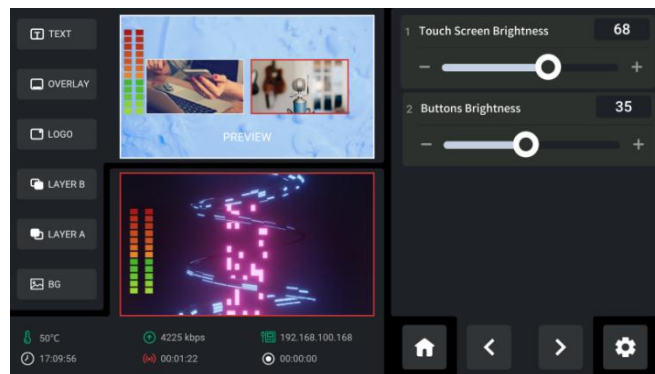 TEXT
OVERLAY
LOGO
LAYER B
LAYER A
BG
PREVIEW
50°C
4225 kbps
192.168.100.168
17:09:56
00:01:22
00:00:00
1 Touch Screen Brightness 68
2 Buttons Brightness 35